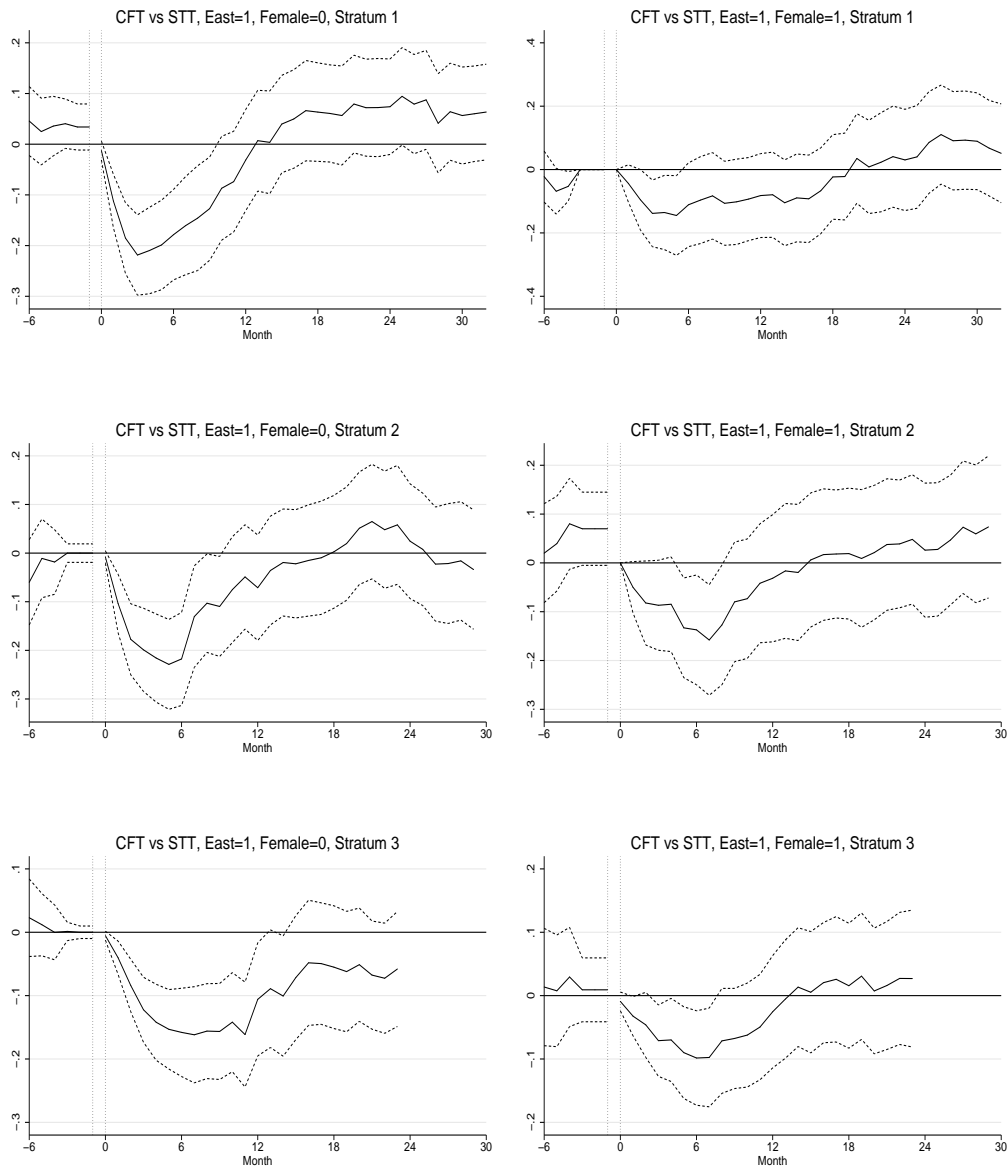 CFT vs STT, East=1, Female=0, Stratum 1
.2
.1
0
-.1
-.2
-.3
-6 0 6 12 18 24 30
Month
CFT vs STT, East=1, Female=1, Stratum 1
.4
.2
0
-.2
-.4
-6 0 6 12 18 24 30
Month
CFT vs STT, East=1, Female=0, Stratum 2
.2
.1
0
-.1
-.2
-.3
-6 0 6 12 18 24 30
Month
CFT vs STT, East=1, Female=1, Stratum 2
.2
.1
0
-.1
-.2
-.3
-6 0 6 12 18 24 30
Month
CFT vs STT, East=1, Female=0, Stratum 3
.1
0
-.1
-.2
-.3
-6 0 6 12 18 24 30
Month
CFT vs STT, East=1, Female=1, Stratum 3
.2
.1
0
-.1
-.2
-6 0 6 12 18 24 30
Month